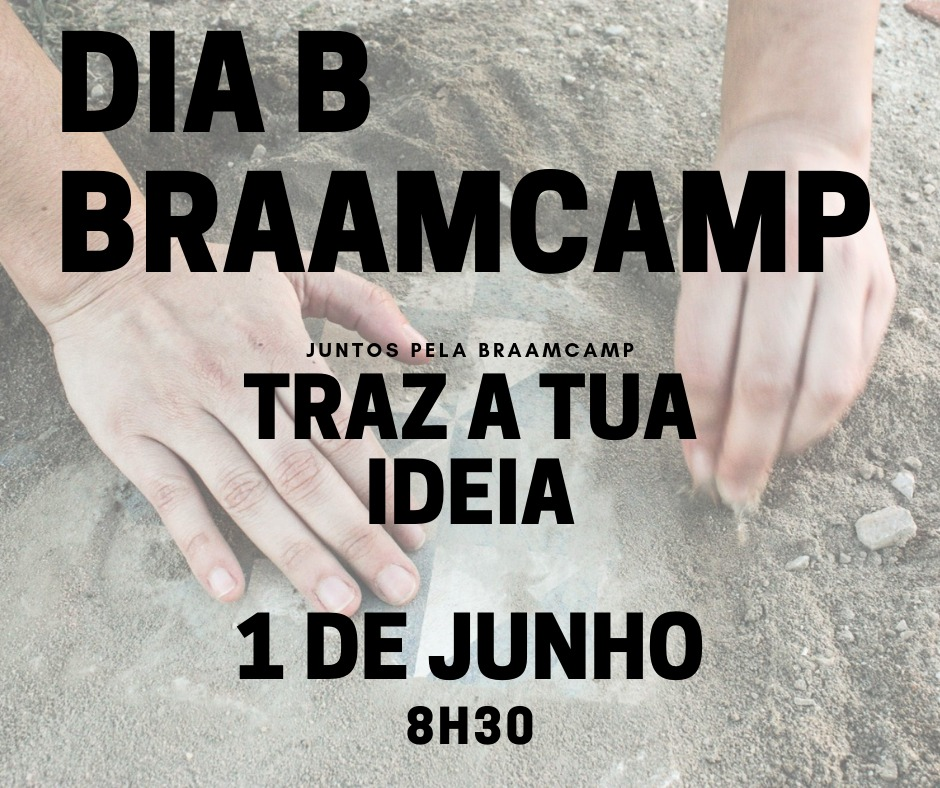 DIA B
BRAAMCAMP
JUNTOS PELA BRAAMCAMP
TRAZ A TUA
IDEIA
1 DE JUNHO
8H30